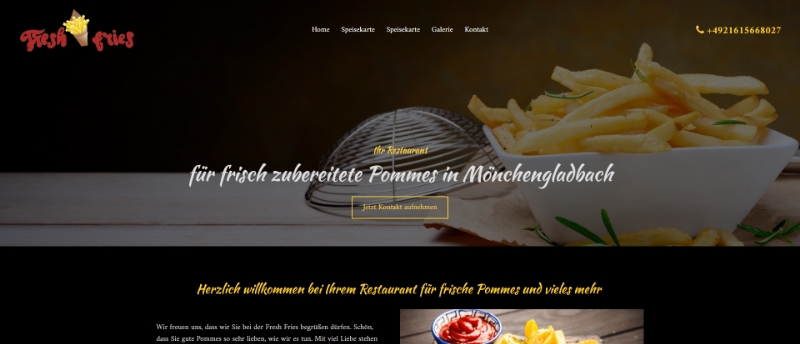 Fresh fries
Home Speisekarte Speisekarte Galerie Kontakt
+4921615668027
Ihr Restaurant
für frisch zubereitete Pommes in Mönchengladbach
Jetzt Kontakt aufnehmen
Herzlich willkommen bei Ihrem Restaurant für frische Pommes und vieles mehr
Wir freuen uns, dass wir Sie bei der Fresh Fries begrüßen dürfen. Schön,
dass Sie gute Pommes so sehr lieben, wie wir es tun. Mit viel Liebe stehen